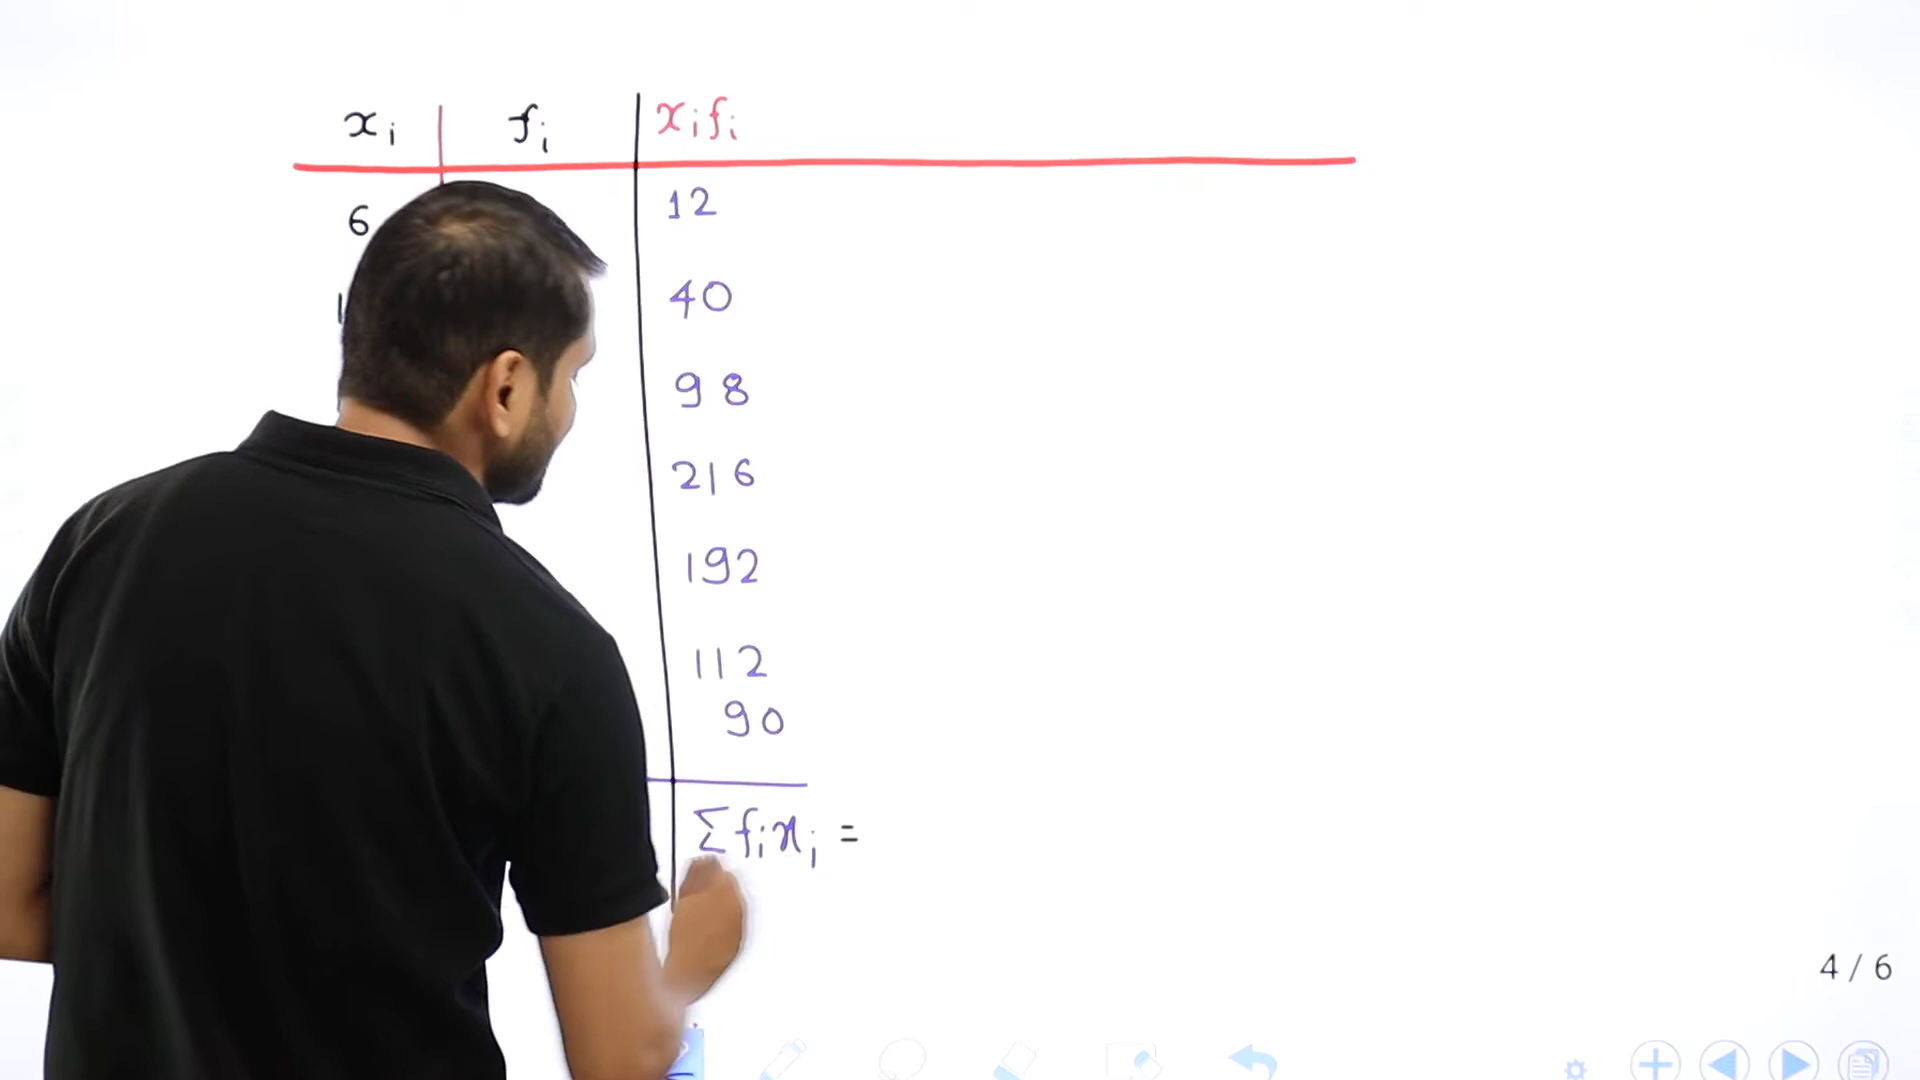 xᵢ fᵢ xᵢfᵢ
6 12
40
98
216
192
112
90
Σfᵢxᵢ =
4 / 6